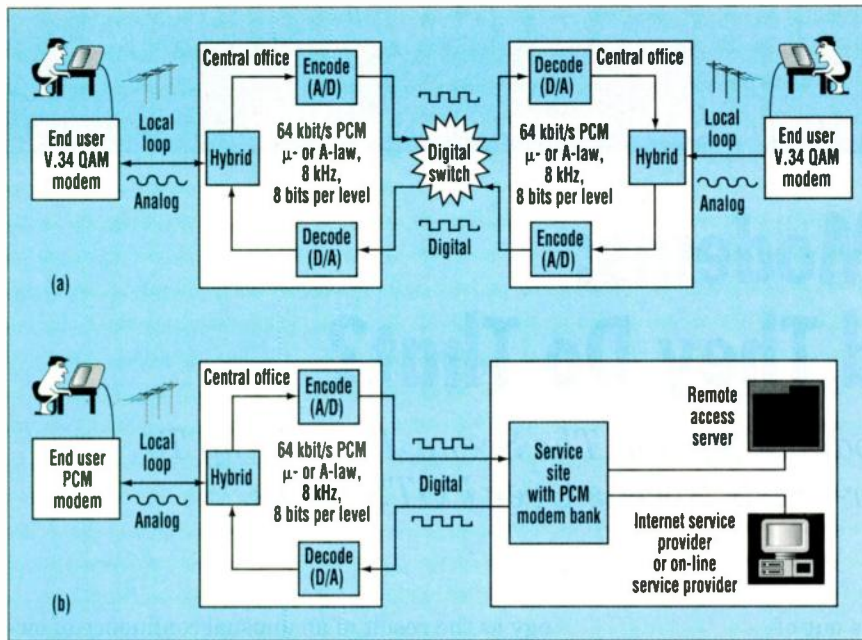 Central office
Encode
(A/D)
Decode
(D/A)
Central office
Local
loop
End user
V.34 QAM
modem
Analog
Hybrid
64 kbit/s PCM
μ- or A-law,
8 kHz,
8 bits per level
Digital
switch
64 kbit/s PCM
μ- or A-law,
8 kHz,
8 bits per level
Hybrid
Local
loop
Analog
End user
V.34 QAM
modem
Decode
(D/A)
Digital
Encode
(A/D)
(a)
Central office
Encode
(A/D)
Local
loop
End user
PCM
modem
Analog
Hybrid
64 kbit/s PCM
μ- or A-law,
8 kHz,
8 bits per level
Digital
Decode
(D/A)
Service
site
with PCM
modem bank
Remote
access
server
Internet service
provider
or on-line
service provider
(b)